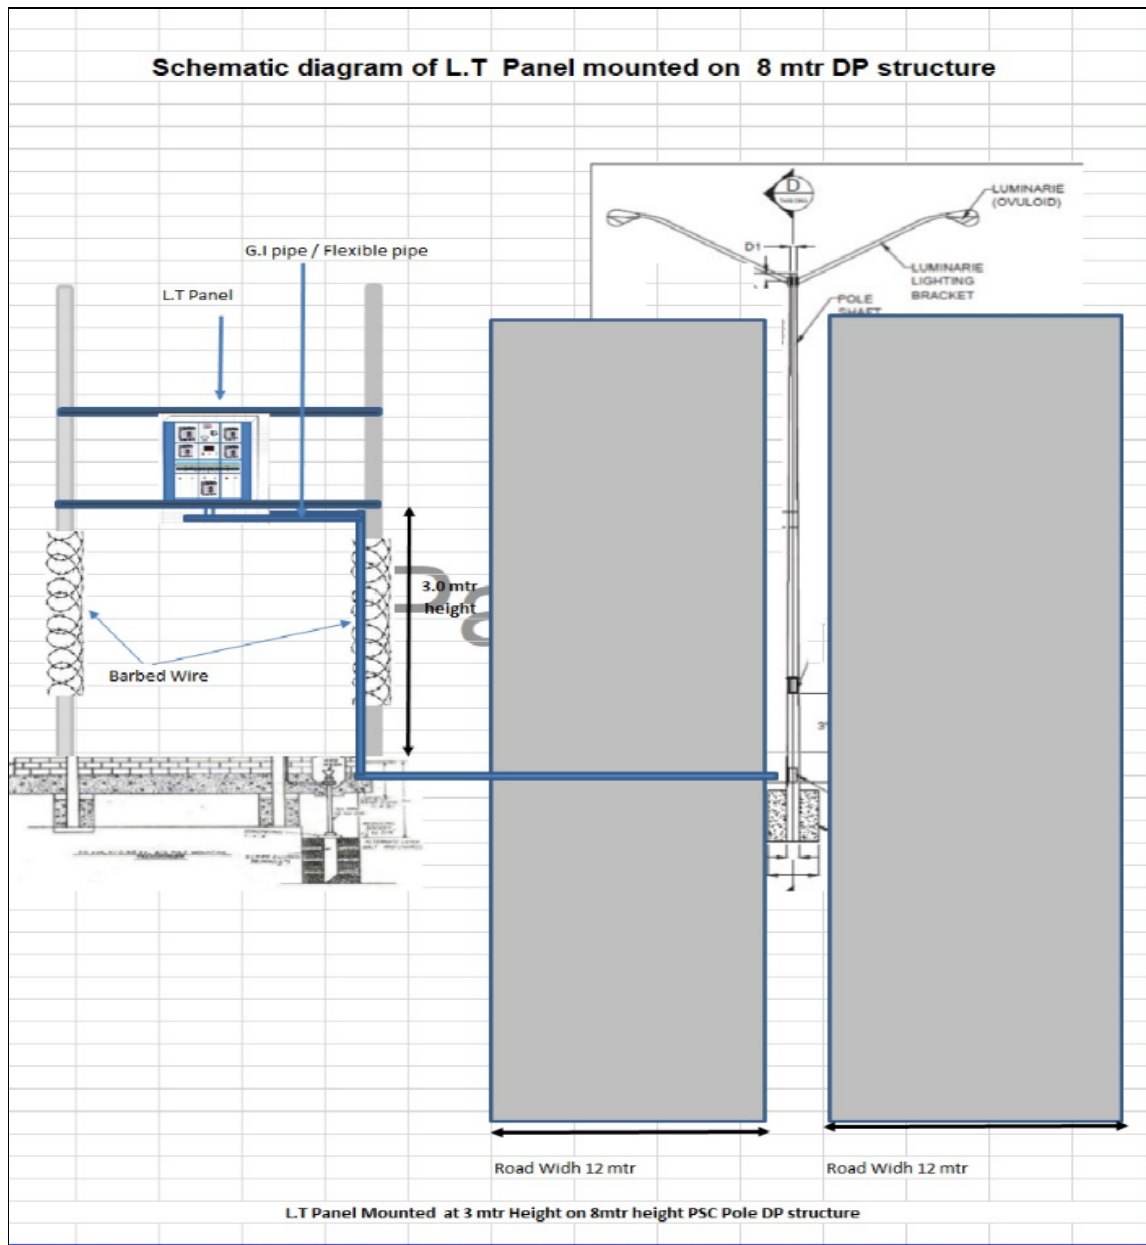 Schematic diagram of L.T Panel mounted on 8 mtr DP structure
D
LUMINARIE
(OVULOID)
D1
G.I pipe / Flexible pipe
LUMINARIE
LIGHTING
BRACKET
L.T Panel
POLE
SHAFT
3.0 mtr
height
Barbed Wire
3"
Road Widh 12 mtr
Road Widh 12 mtr
L.T Panel Mounted at 3 mtr Height on 8mtr height PSC Pole DP structure